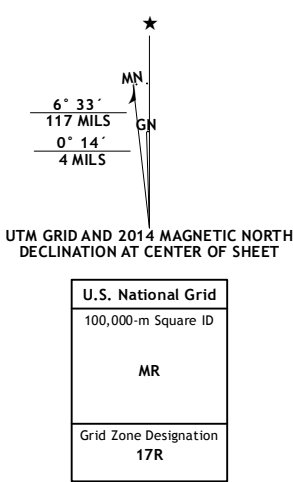 ★
MN
6° 33´
117 MILS
GN
0° 14´
4 MILS
UTM GRID AND 2014 MAGNETIC NORTH
DECLINATION AT CENTER OF SHEET
U.S. National Grid
100,000-m Square ID
MR
Grid Zone Designation
17R